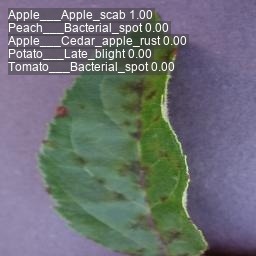 Apple___Apple_scab 1.00
Peach___Bacterial_spot 0.00
Apple___Cedar_apple_rust 0.00
Potato___Late_blight 0.00
Tomato___Bacterial_spot 0.00